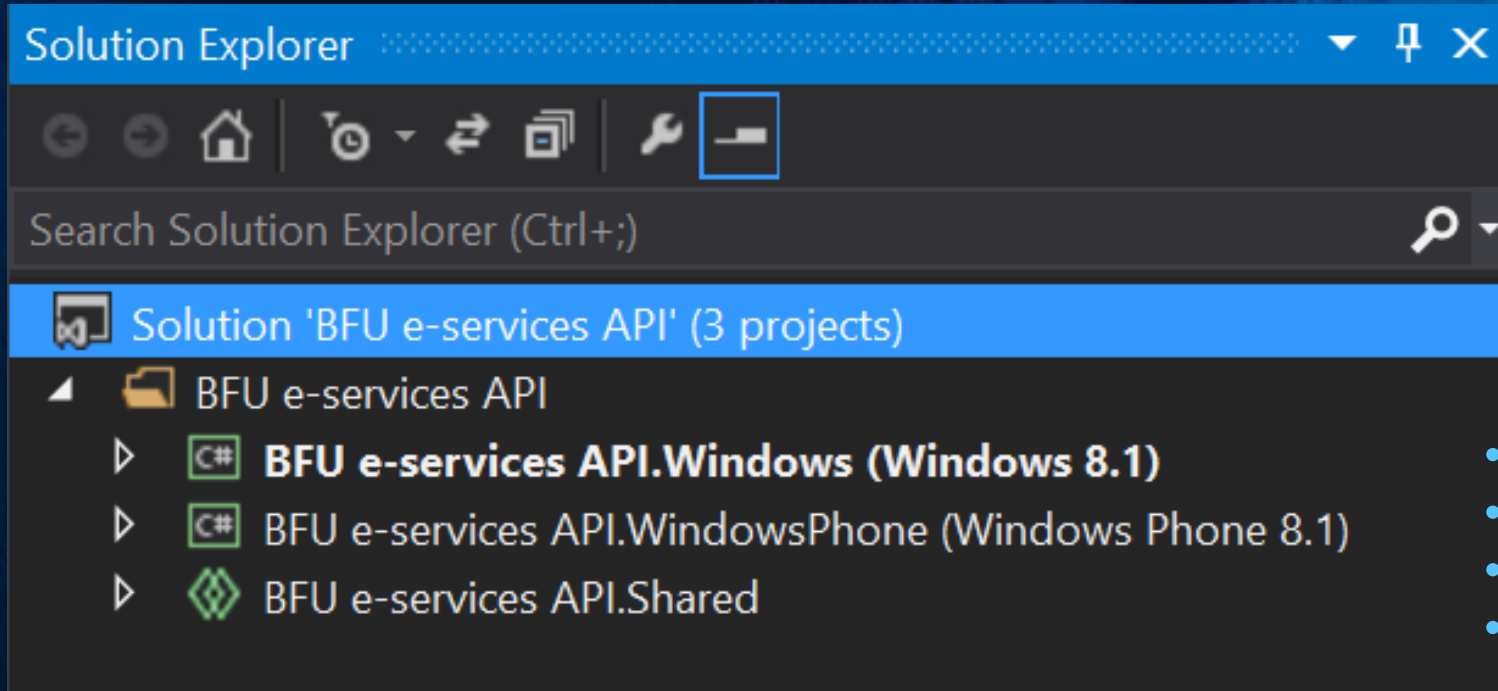 Solution Explorer
Search Solution Explorer (Ctrl+;)
Solution 'BFU e-services API' (3 projects)
BFU e-services API
C# BFU e-services API.Windows (Windows 8.1)
C# BFU e-services API.WindowsPhone (Windows Phone 8.1)
BFU e-services API.Shared